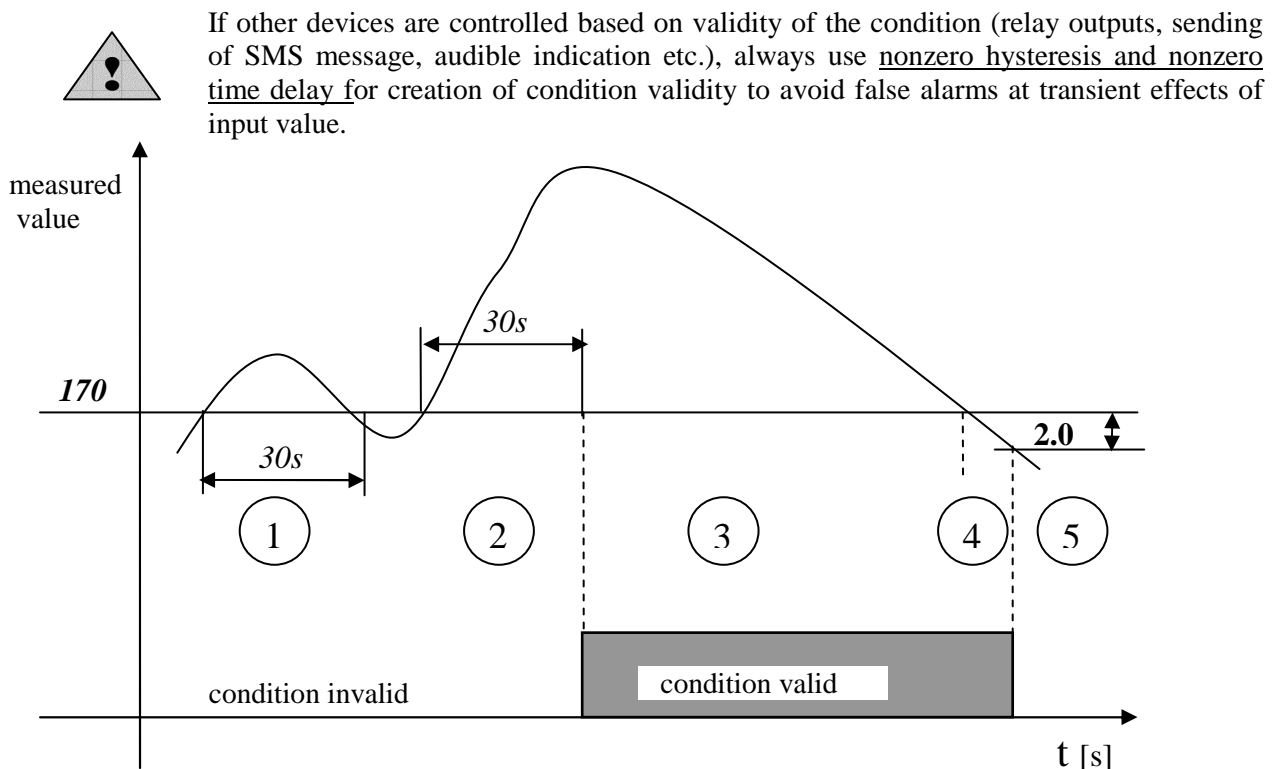 If other devices are controlled based on validity of the condition (relay outputs, sending
of SMS message, audible indication etc.), always use nonzero hysteresis and nonzero
time delay for creation of condition validity to avoid false alarms at transient effects of
input value.
measured
value
30s
170
2.0
30s
1
2
3
4
5
condition invalid
condition valid
t [s]